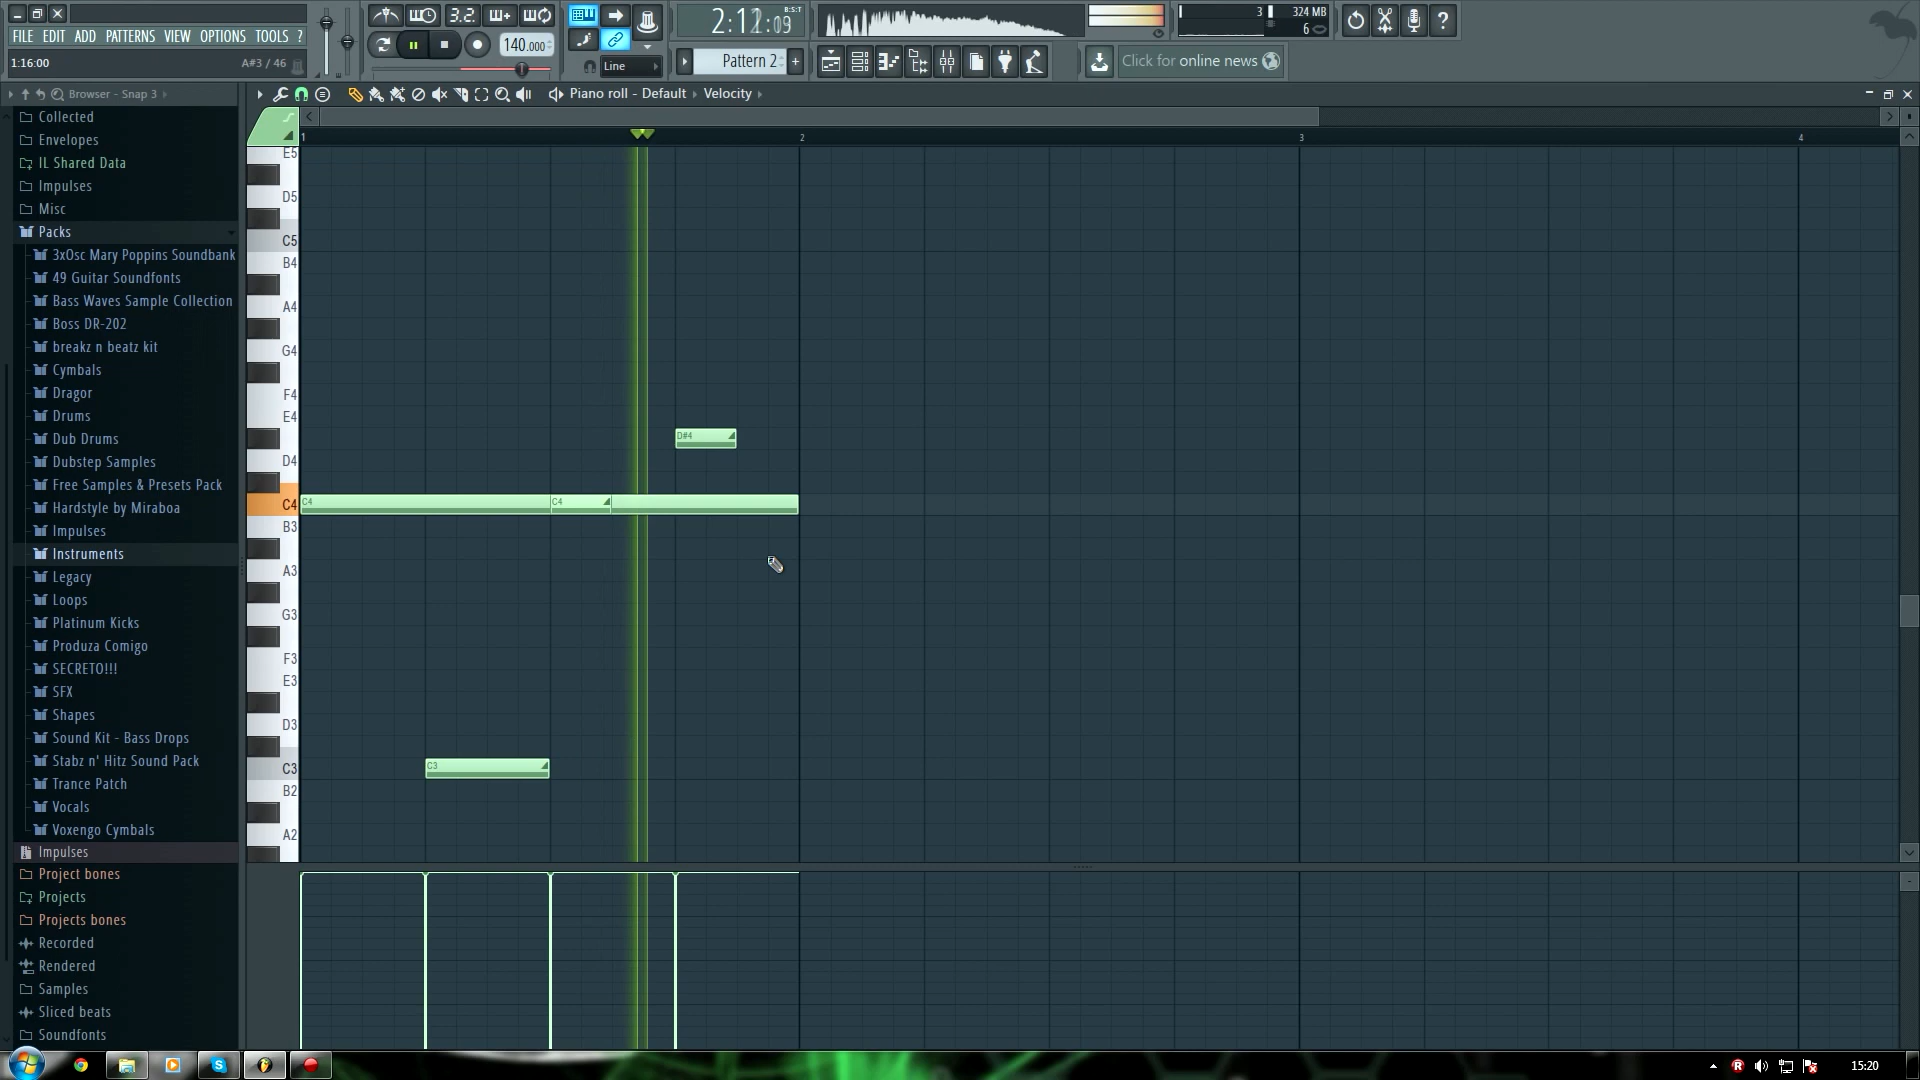 FILE EDIT ADD PATTERNS VIEW OPTIONS TOOLS ?
1:16:00 A#3 / 46
3.2.
140.000
Line
B:S:T
Pattern 2
+
3 324 MB
6
?
Click for online news
Browser - Snap 3
Piano roll - Default Velocity
Collected
Envelopes
IL Shared Data
Impulses
Misc
Packs
3xOsc Mary Poppins Soundbank
49 Guitar Soundfonts
Bass Waves Sample Collection
Boss DR-202
breakz n beatz kit
Cymbals
Dragor
Drums
Dub Drums
Dubstep Samples
Free Samples & Presets Pack
Hardstyle by Miraboa
Impulses
Instruments
Legacy
Loops
Platinum Kicks
Produza Comigo
SECRETO!!!
SFX
Shapes
Sound Kit - Bass Drops
Stabz n' Hitz Sound Pack
Trance Patch
Vocals
Voxengo Cymbals
Impulses
Project bones
Projects
Projects bones
Recorded
Rendered
Samples
Sliced beats
Soundfonts
1 2 3 4
E5
D5
C5
B4
A4
G4
F4
E4
D4
C4
B3
A3
G3
F3
E3
D3
C3
B2
A2
D#4
C4 C4
C3
15:20